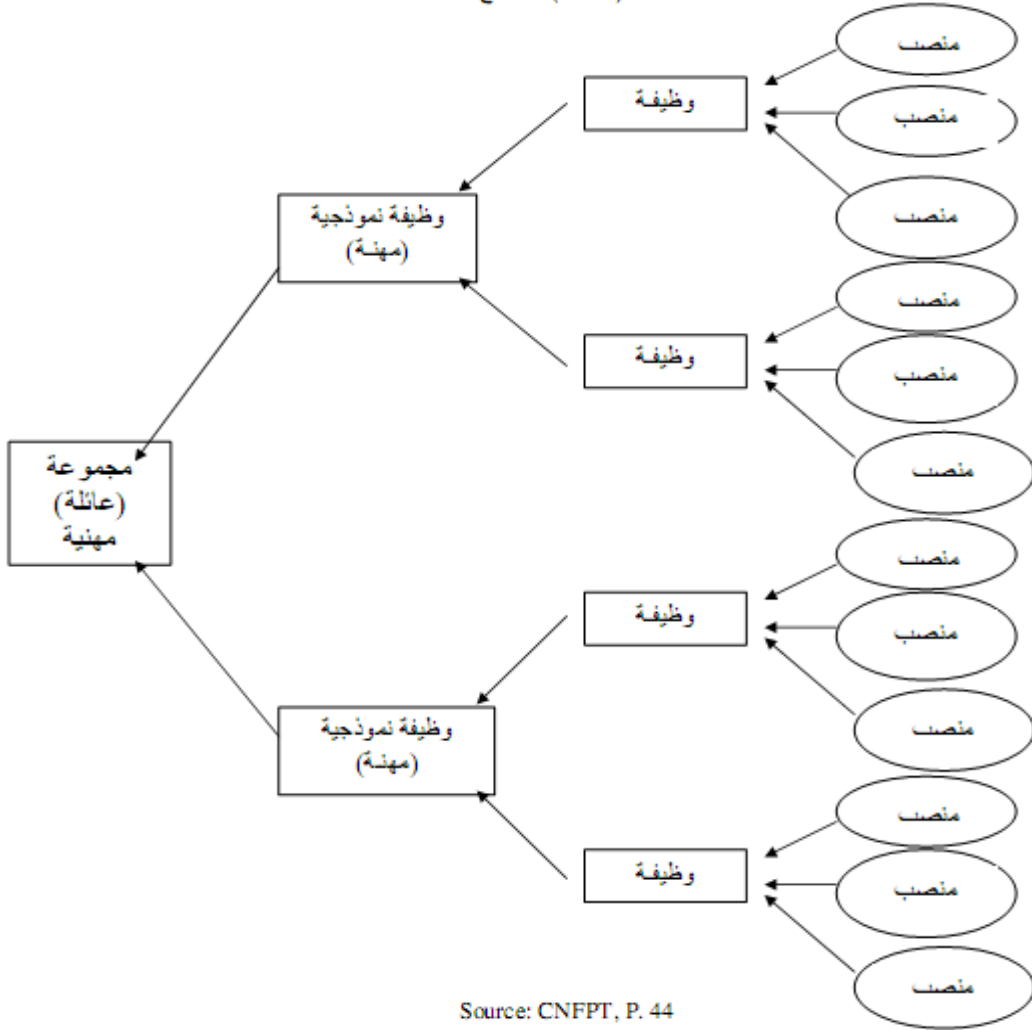 منصب
وظيفة
منصب
منصب
وظيفة نموذجية
(مهنة)
منصب
وظيفة
منصب
منصب
مجموعة
(عائلة)
مهنية
منصب
وظيفة
منصب
منصب
وظيفة نموذجية
(مهنة)
منصب
وظيفة
منصب
منصب
Source: CNFPT, P. 44